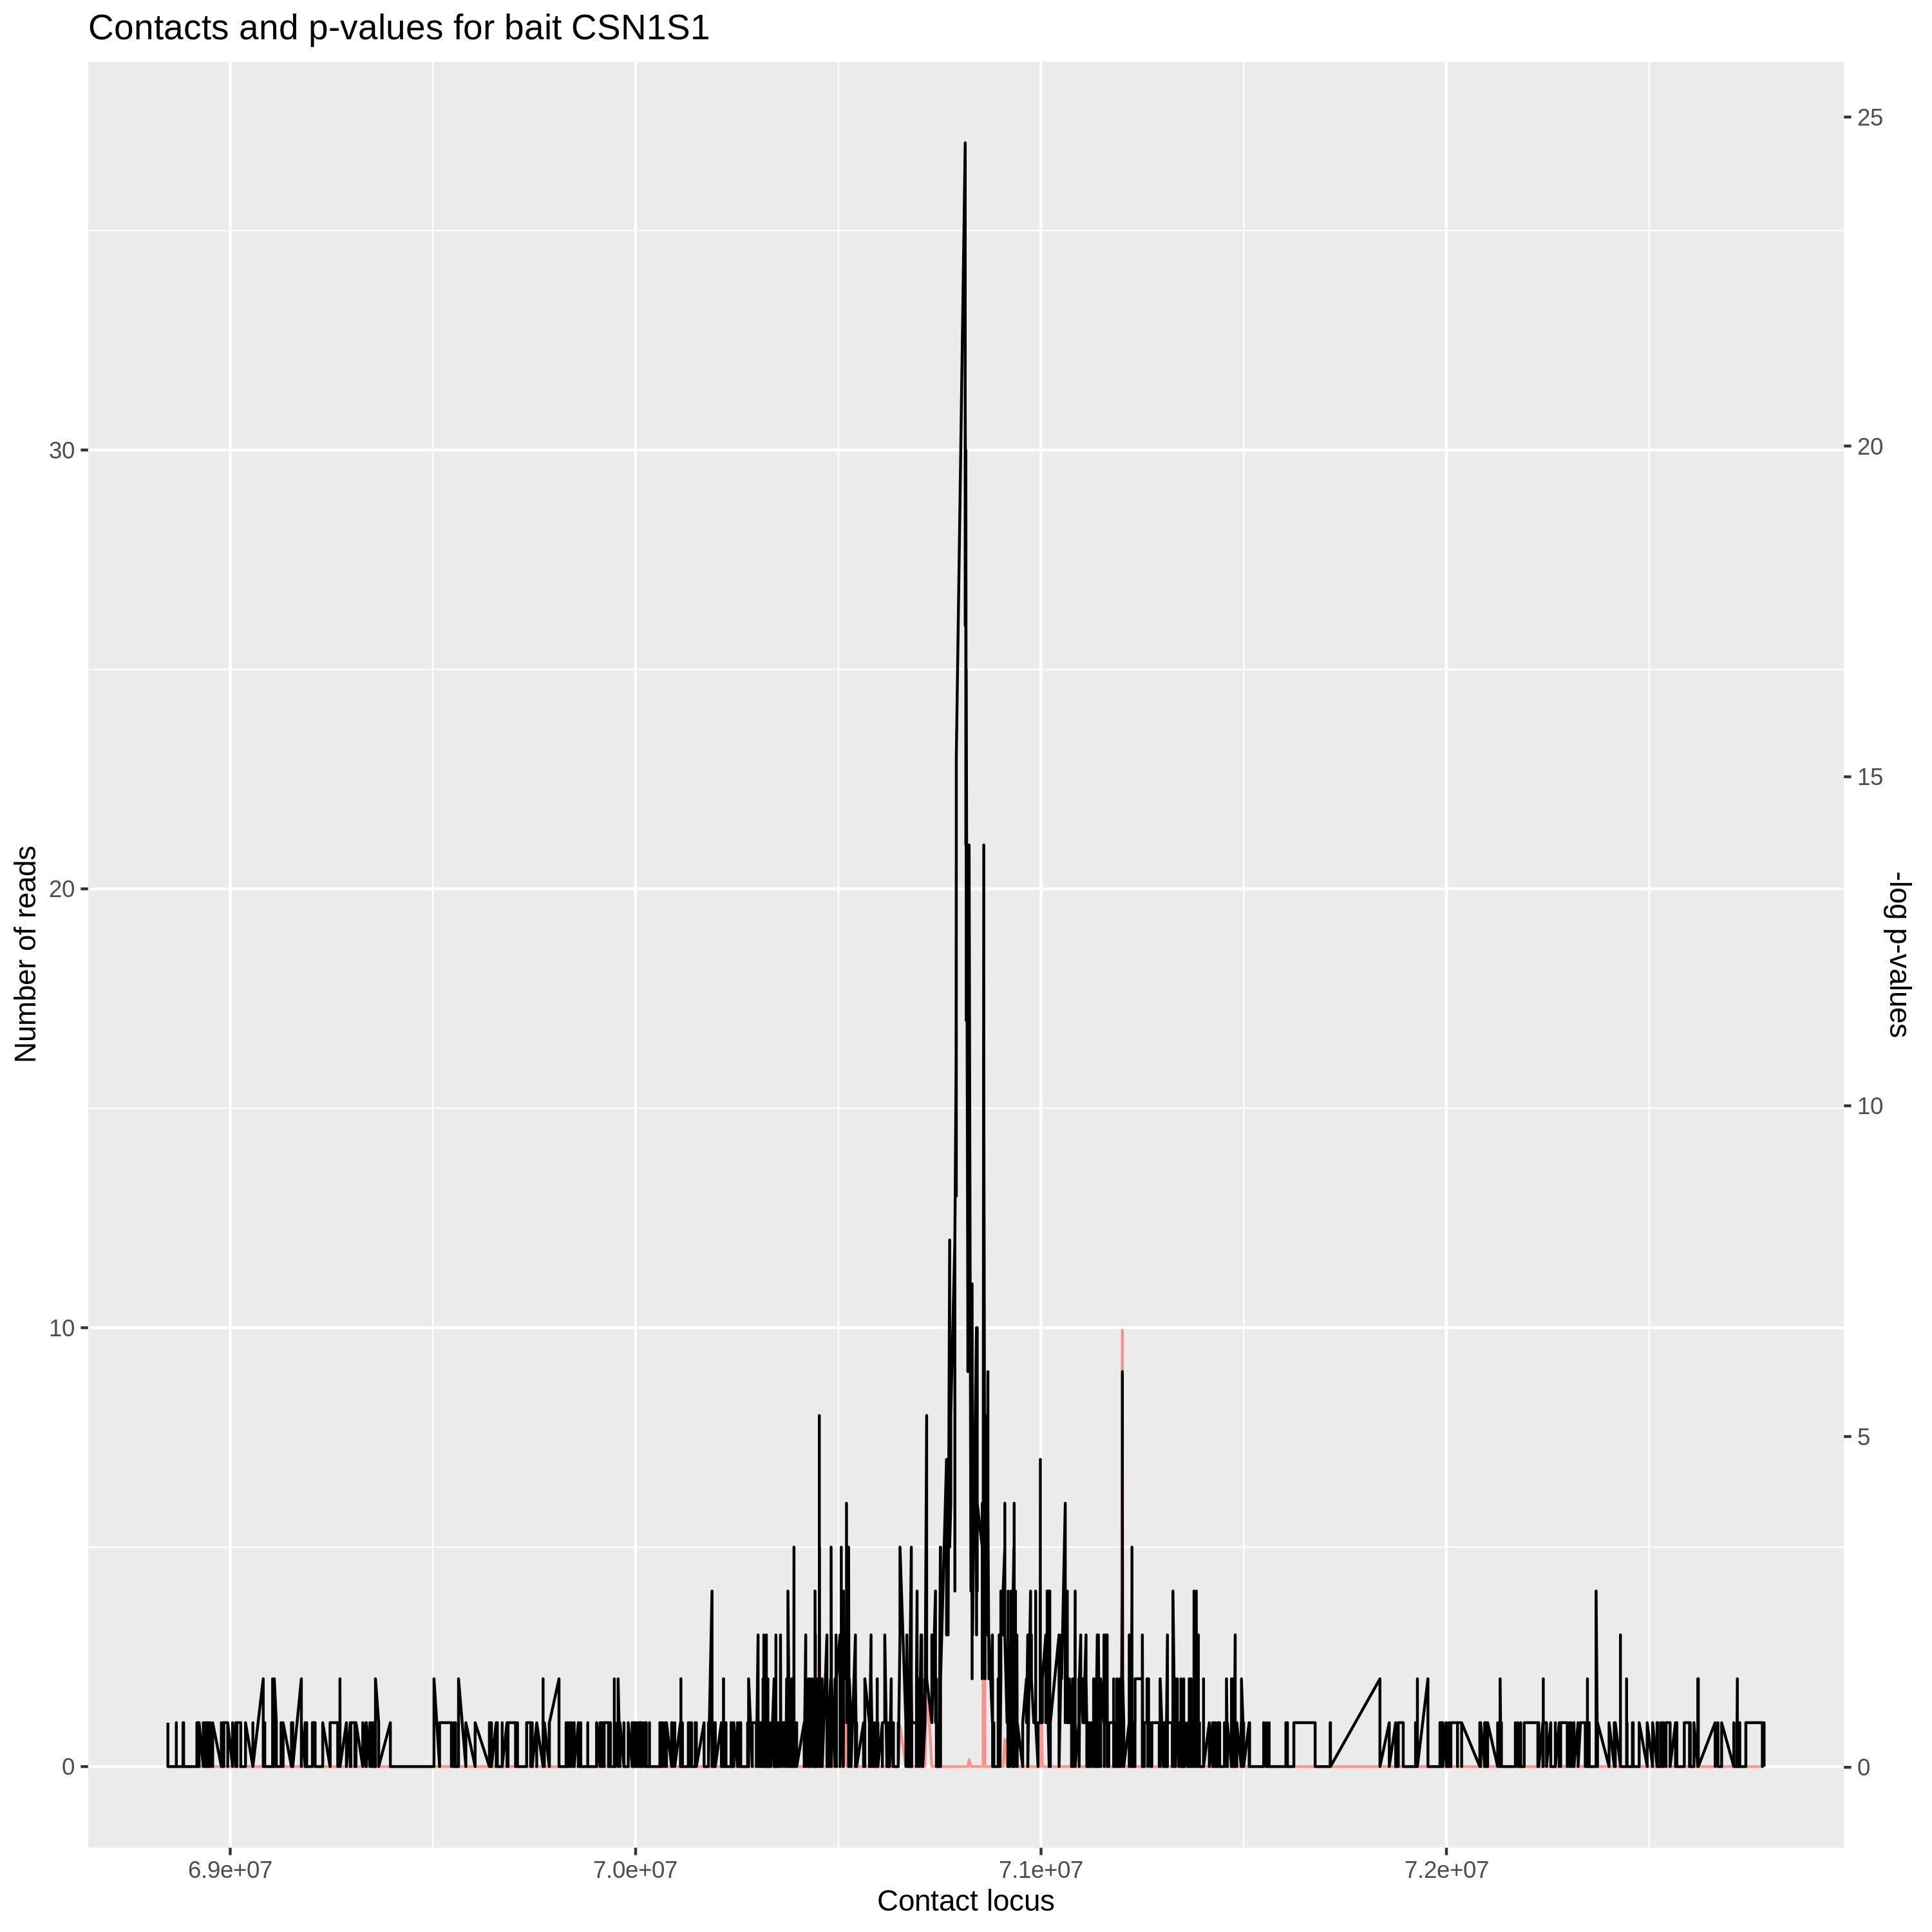 Contacts and p-values for bait CSN1S1
Number of reads
30
20
10
0
25
20
15
10
5
0
-log p-values
6.9e+07
7.0e+07
7.1e+07
7.2e+07
Contact locus